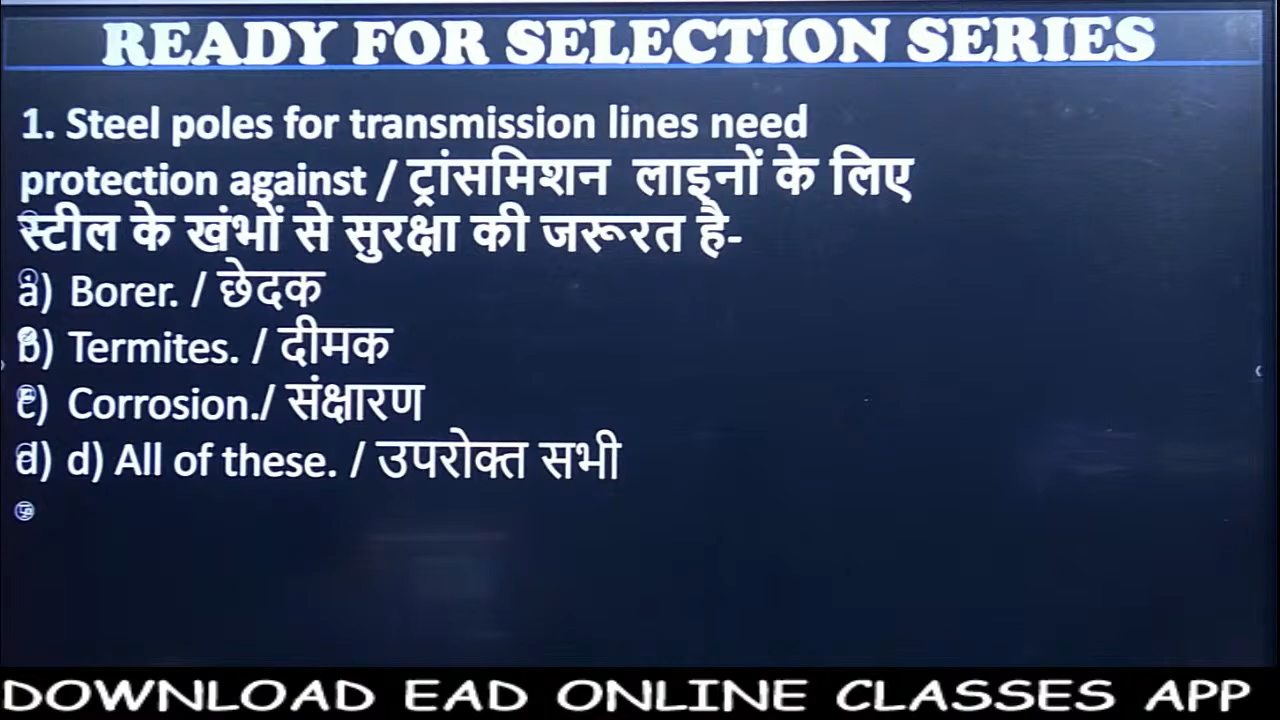 READY FOR SELECTION SERIES
1. Steel poles for transmission lines need
protection against / ट्रांसमिशन लाइनों के लिए
स्टील के खंभों से सुरक्षा की जरूरत है-
a) Borer. / छेदक
b) Termites. / दीमक
c) Corrosion./ संक्षारण
d) d) All of these. / उपरोक्त सभी
DOWNLOAD EAD ONLINE CLASSES APP